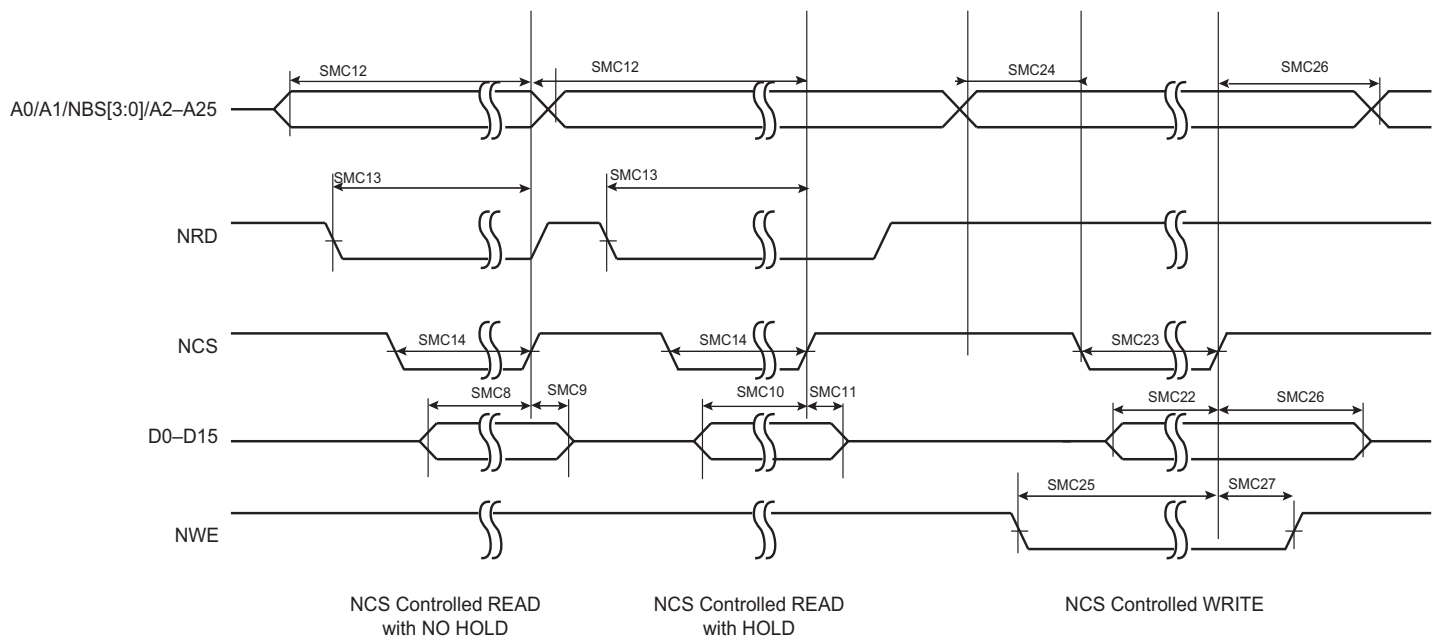 SMC12
SMC12
SMC24
SMC26
A0/A1/NBS[3:0]/A2–A25
SMC13
SMC13
NRD
NCS
SMC14
SMC14
SMC23
SMC8
SMC9
SMC10
SMC11
SMC22
SMC26
D0–D15
SMC25
SMC27
NWE
NCS Controlled READ
with NO HOLD
NCS Controlled READ
with HOLD
NCS Controlled WRITE